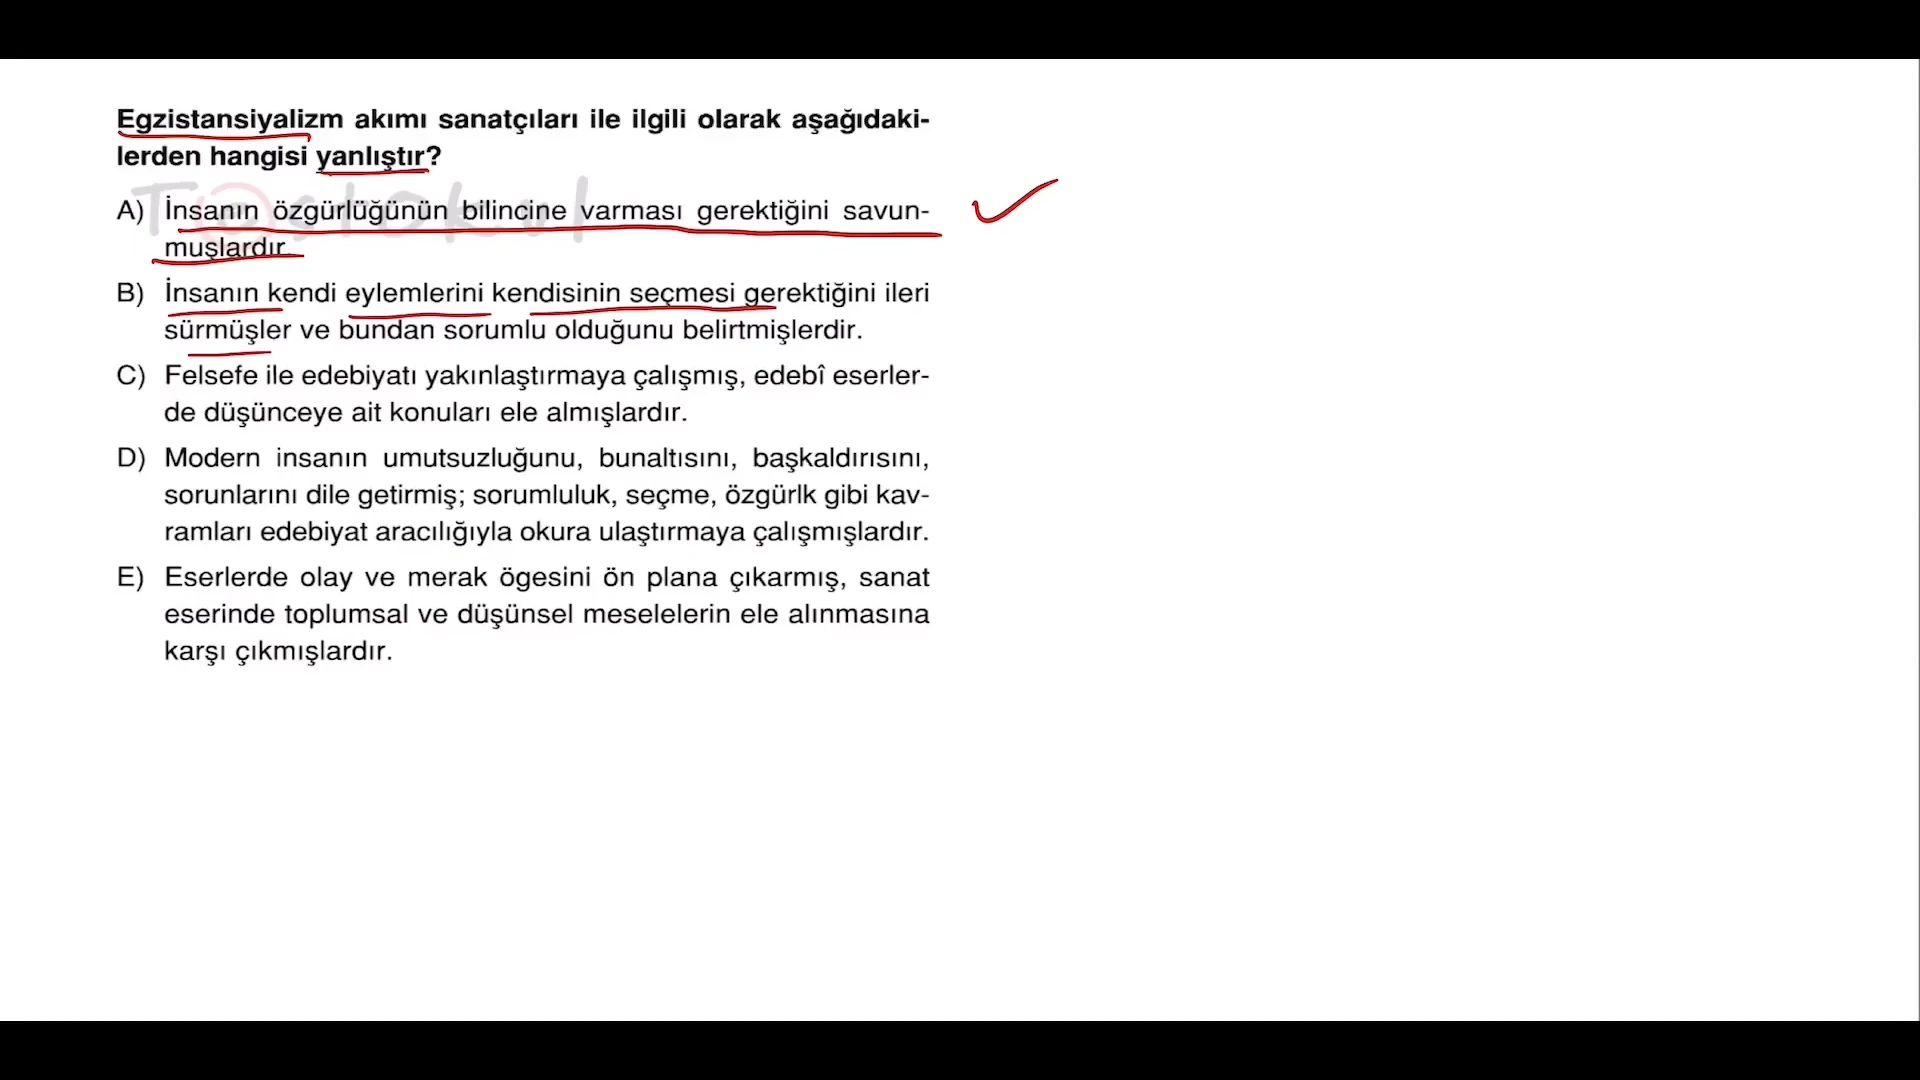 Egzistansiyalizm akımı sanatçıları ile ilgili olarak aşağıdaki-
lerden hangisi yanlıştır?
Testokul
A) İnsanın özgürlüğünün bilincine varması gerektiğini savun-
muşlardır.
B) İnsanın kendi eylemlerini kendisinin seçmesi gerektiğini ileri
sürmüşler ve bundan sorumlu olduğunu belirtmişlerdir.
C) Felsefe ile edebiyatı yakınlaştırmaya çalışmış, edebî eserler-
de düşünceye ait konuları ele almışlardır.
D) Modern insanın umutsuzluğunu, bunaltısını, başkaldırısını,
sorunlarını dile getirmiş; sorumluluk, seçme, özgürlk gibi kav-
ramları edebiyat aracılığıyla okura ulaştırmaya çalışmışlardır.
E) Eserlerde olay ve merak ögesini ön plana çıkarmış, sanat
eserinde toplumsal ve düşünsel meselelerin ele alınmasına
karşı çıkmışlardır.